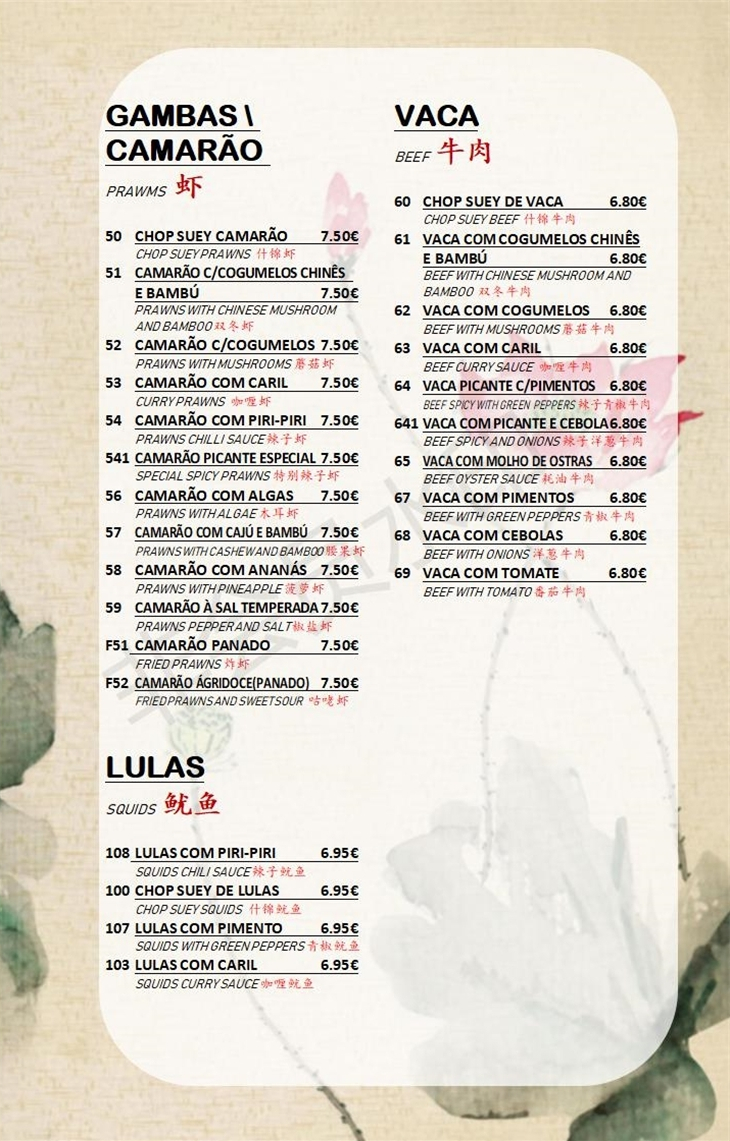 GAMBAS \
CAMARÃO
PRAWMS 虾
50 CHOP SUEY CAMARÃO 7.50€
CHOP SUEY PRAWNS 什锦虾
51 CAMARÃO C/COGUMELOS CHINÊS
E BAMBÚ 7.50€
PRAWNS WITH CHINESE MUSHROOM
AND BAMBOO 双冬虾
52 CAMARÃO C/COGUMELOS 7.50€
PRAWNS WITH MUSHROOMS 蘑菇虾
53 CAMARÃO COM CARIL 7.50€
CURRY PRAWNS 咖喱虾
54 CAMARÃO COM PIRI-PIRI 7.50€
PRAWNS CHILLI SAUCE 辣子虾
541 CAMARÃO PICANTE ESPECIAL 7.50€
SPECIAL SPICY PRAWNS 特别辣子虾
56 CAMARÃO COM ALGAS 7.50€
PRAWNS WITH ALGAE 木耳虾
57 CAMARÃO COM CAJÚ E BAMBÚ 7.50€
PRAWNS WITH CASHEW AND BAMBOO 腰果虾
58 CAMARÃO COM ANANÁS 7.50€
PRAWNS WITH PINEAPPLE 菠萝虾
59 CAMARÃO À SAL TEMPERADA 7.50€
PRAWNS PEPPER AND SALT 椒盐虾
F51 CAMARÃO PANADO 7.50€
FRIED PRAWNS 炸虾
F52 CAMARÃO ÁGRIDOCE(PANADO) 7.50€
FRIED PRAWNS AND SWEET SOUR 咕咾虾
LULAS
SQUIDS 鱿鱼
108 LULAS COM PIRI-PIRI 6.95€
SQUIDS CHILI SAUCE 辣子鱿鱼
100 CHOP SUEY DE LULAS 6.95€
CHOP SUEY SQUIDS 什锦鱿鱼
107 LULAS COM PIMENTO 6.95€
SQUIDS WITH GREEN PEPPERS 青椒鱿鱼
103 LULAS COM CARIL 6.95€
SQUIDS CURRY SAUCE 咖喱鱿鱼
VACA
BEEF 牛肉
60 CHOP SUEY DE VACA 6.80€
CHOP SUEY BEEF 什锦牛肉
61 VACA COM COGUMELOS CHINÊS
E BAMBÚ 6.80€
BEEF WITH CHINESE MUSHROOM AND
BAMBOO 双冬牛肉
62 VACA COM COGUMELOS 6.80€
BEEF WITH MUSHROOMS 蘑菇牛肉
63 VACA COM CARIL 6.80€
BEEF CURRY SAUCE 咖喱牛肉
64 VACA PICANTE C/PIMENTOS 6.80€
BEEF SPICY WITH GREEN PEPPERS 辣子青椒牛肉
641 VACA COM PICANTE E CEBOLA 6.80€
BEEF SPICY AND ONIONS 辣子洋葱牛肉
65 VACA COM MOLHO DE OSTRAS 6.80€
BEEF OYSTER SAUCE 耗油牛肉
67 VACA COM PIMENTOS 6.80€
BEEF WITH GREEN PEPPERS 青椒牛肉
68 VACA COM CEBOLAS 6.80€
BEEF WITH ONIONS 洋葱牛肉
69 VACA COM TOMATE 6.80€
BEEF WITH TOMATO 番茄牛肉